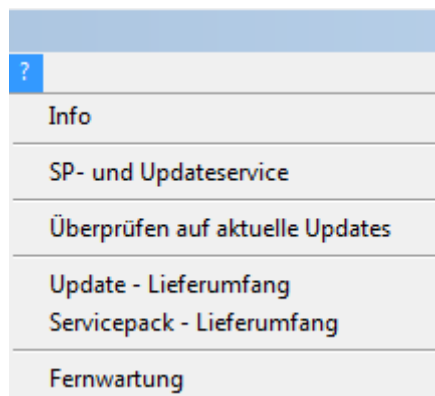 ?
Info
SP- und Updateservice
Überprüfen auf aktuelle Updates
Update - Lieferumfang
Servicepack - Lieferumfang
Fernwartung